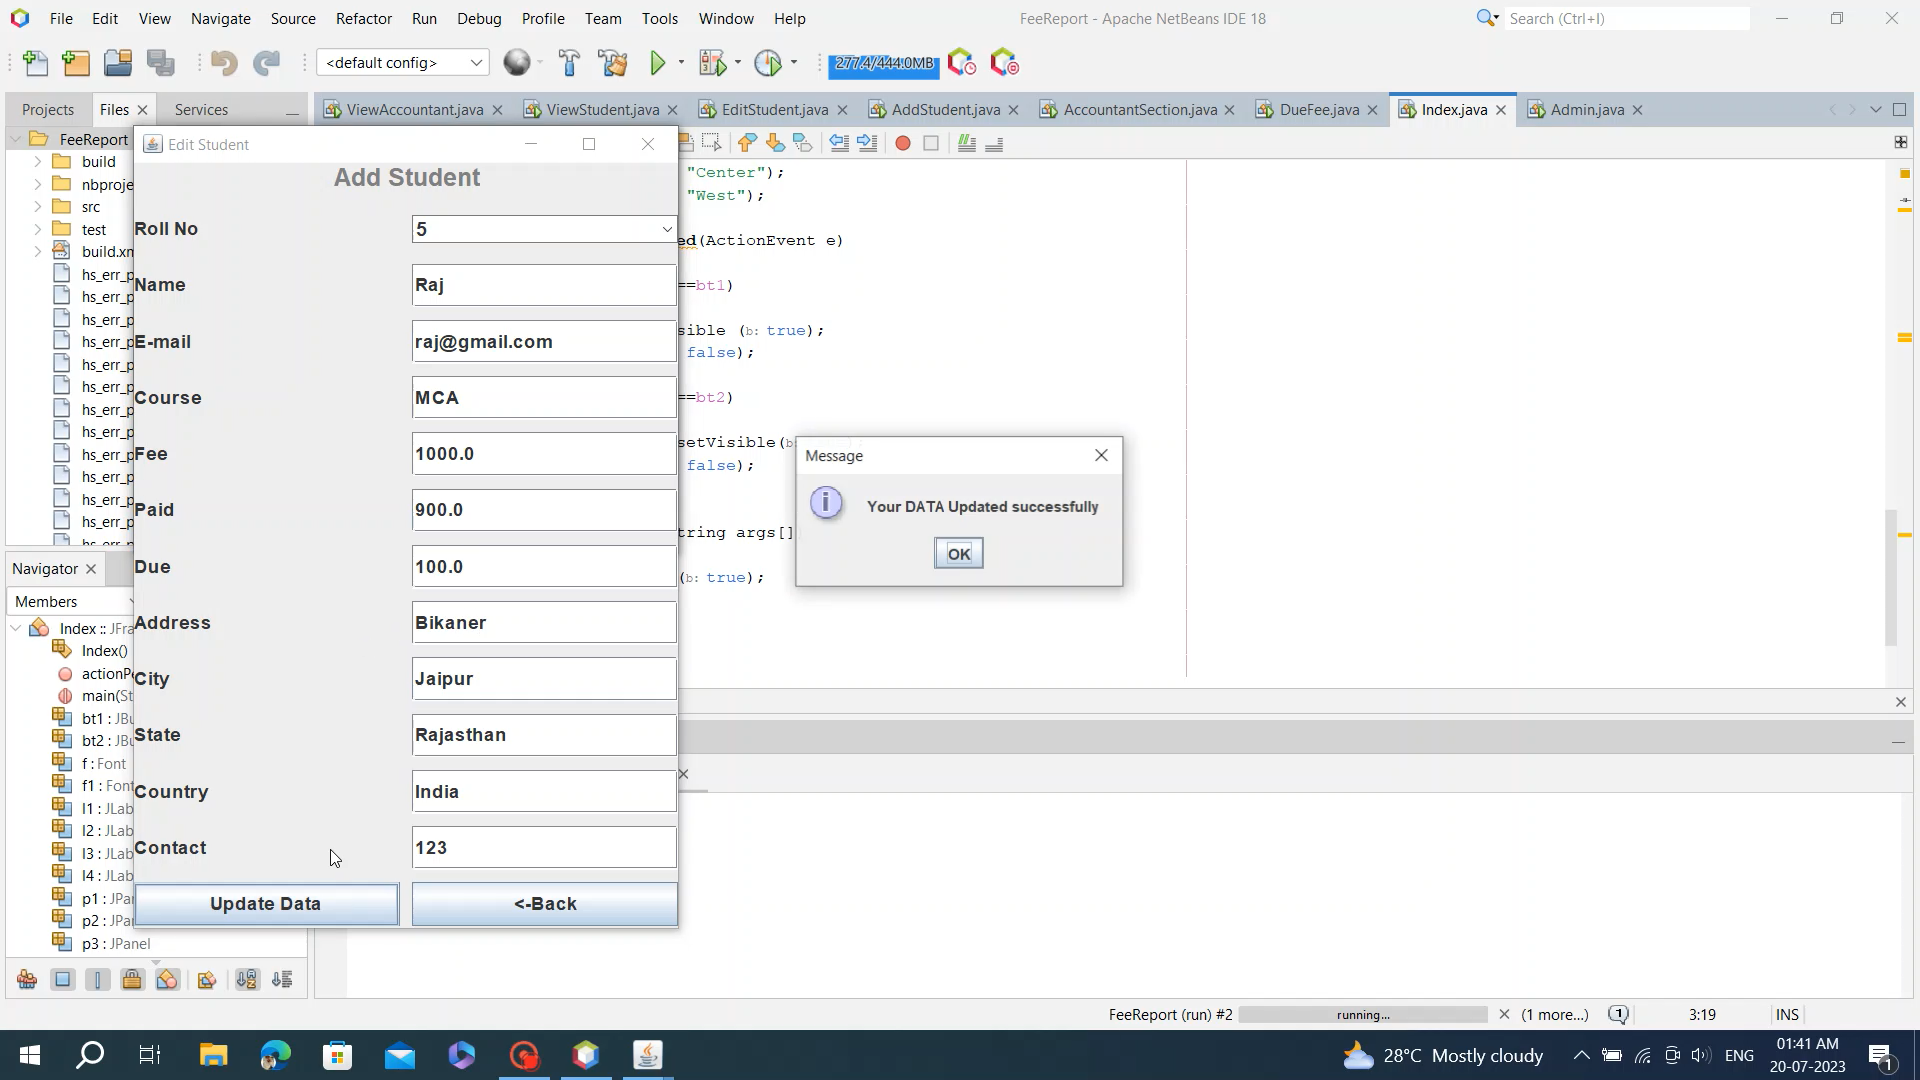 File Edit View Navigate Source Refactor Run Debug Profile Team Tools Window Help
FeeReport - Apache NetBeans IDE 18
Search (Ctrl+I)
<default config>
277.4/444.0MB
Projects Files Services
ViewAccountant.java ViewStudent.java EditStudent.java AddStudent.java AccountantSection.java DueFee.java Index.java Admin.java
FeeReport
build
nbproje
src
test
build.xn
hs_err_p
hs_err_p
hs_err_p
hs_err_p
hs_err_p
hs_err_p
hs_err_p
hs_err_p
hs_err_p
hs_err_p
hs_err_p
hs_err_p
hs_err_p
Edit Student
Add Student
Roll No 5
Name Raj
E-mail raj@gmail.com
Course MCA
Fee 1000.0
Paid 900.0
Due 100.0
Address Bikaner
City Jaipur
State Rajasthan
Country India
Contact 123
Update Data <-Back
"Center");
"West");
ed(ActionEvent e)
==bt1)
sible (b: true);
false);
==bt2)
setVisible(b:
false);
tring args[]
(b: true);
Message
Your DATA Updated successfully
OK
Navigator
Members
Index :: JFra
Index()
actionPe
main(St
bt1 : JBu
bt2 : JBu
f : Font
f1 : Font
l1 : JLab
l2 : JLab
l3 : JLab
l4 : JLab
p1 : JPar
p2 : JPar
p3 : JPanel
FeeReport (run) #2 running... (1 more...) 1 3:19 INS
28°C Mostly cloudy
ENG
01:41 AM
20-07-2023
1